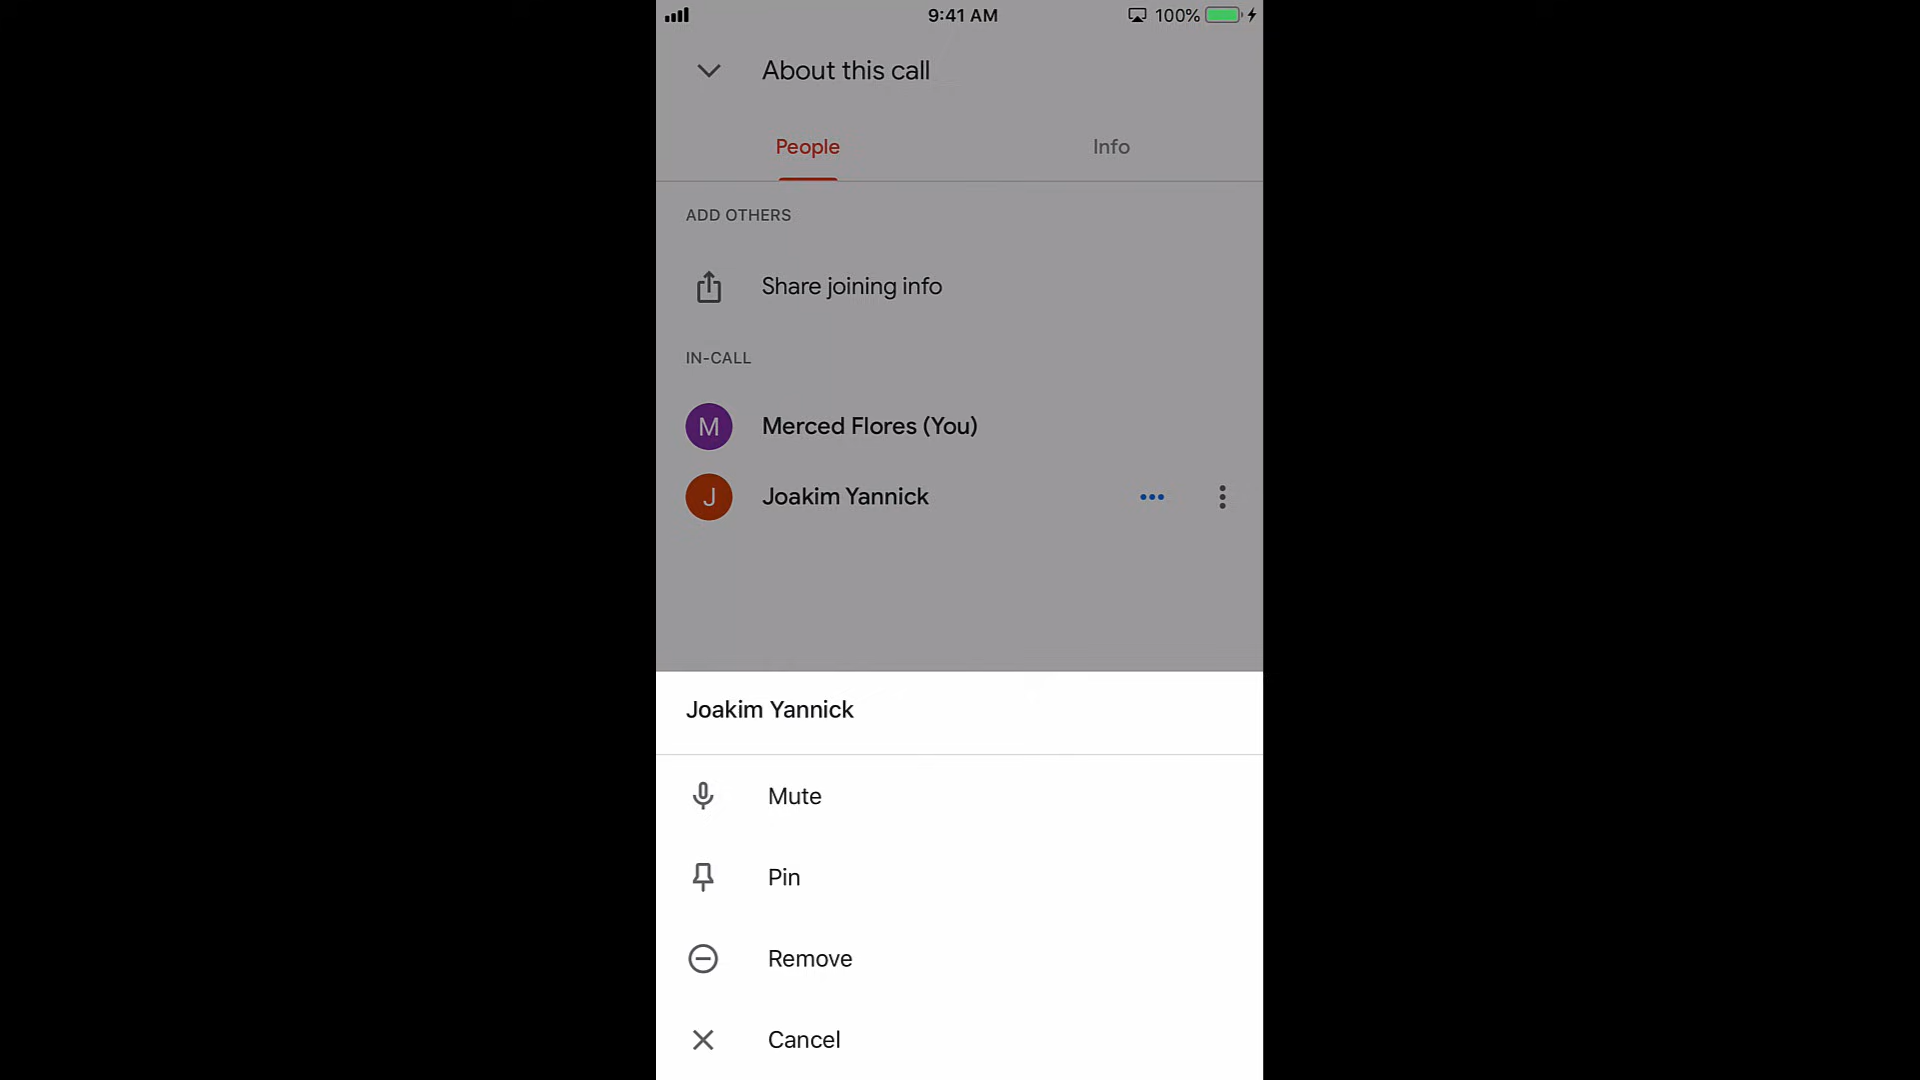 9:41 AM
100%
About this call
People
Info
ADD OTHERS
Share joining info
IN-CALL
M
Merced Flores (You)
J
Joakim Yannick
Joakim Yannick
Mute
Pin
Remove
Cancel